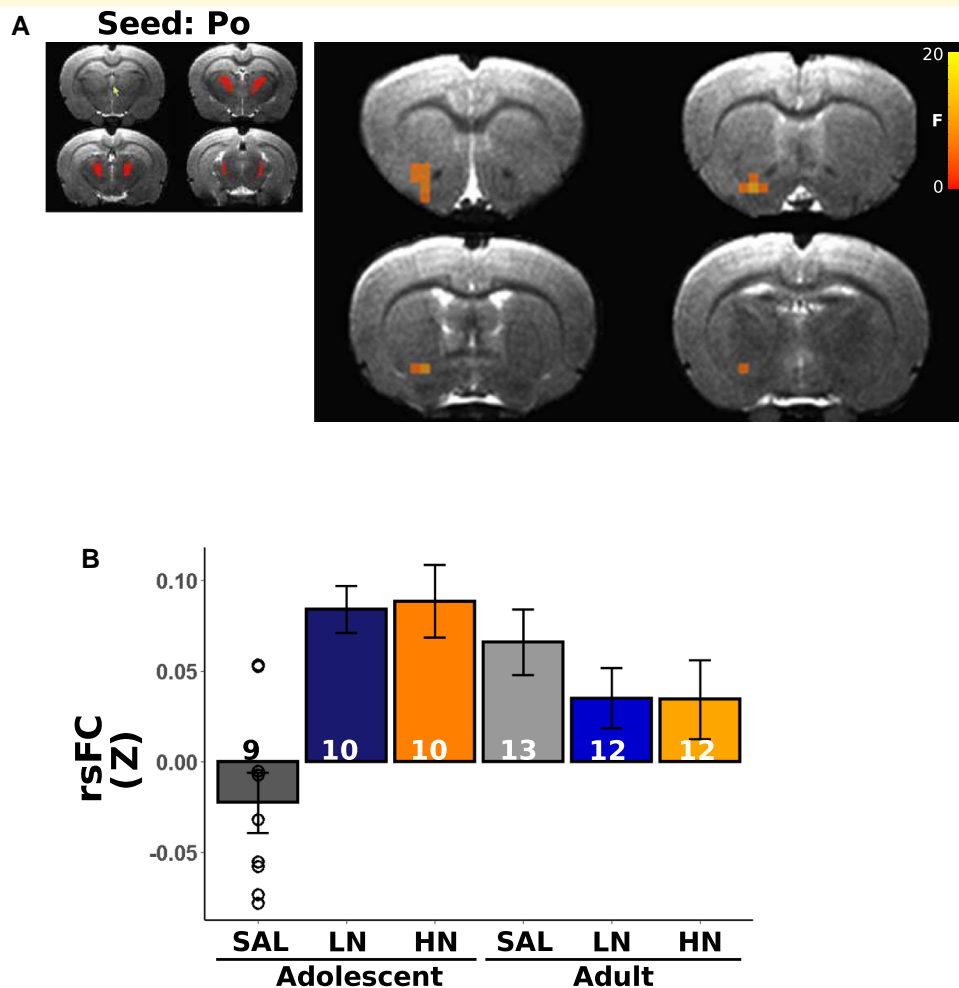 A
Seed: Po
20
F
0
B
rsFC
(Z)
0.10
0.05
0.00
-0.05
9
10
10
13
12
12
SAL LN HN SAL LN HN
Adolescent Adult